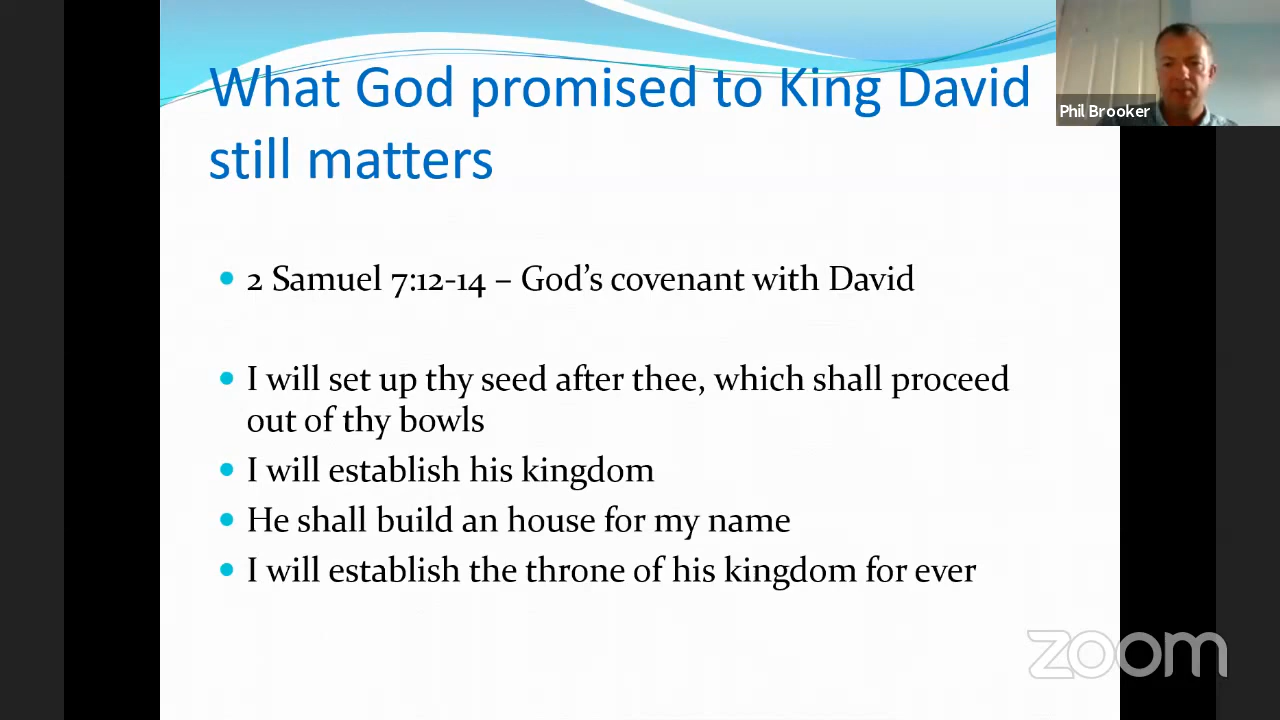 What God promised to King David
still matters
Phil Brooker
• 2 Samuel 7:12-14 – God's covenant with David
• I will set up thy seed after thee, which shall proceed
out of thy bowls
• I will establish his kingdom
• He shall build an house for my name
• I will establish the throne of his kingdom for ever
zoom